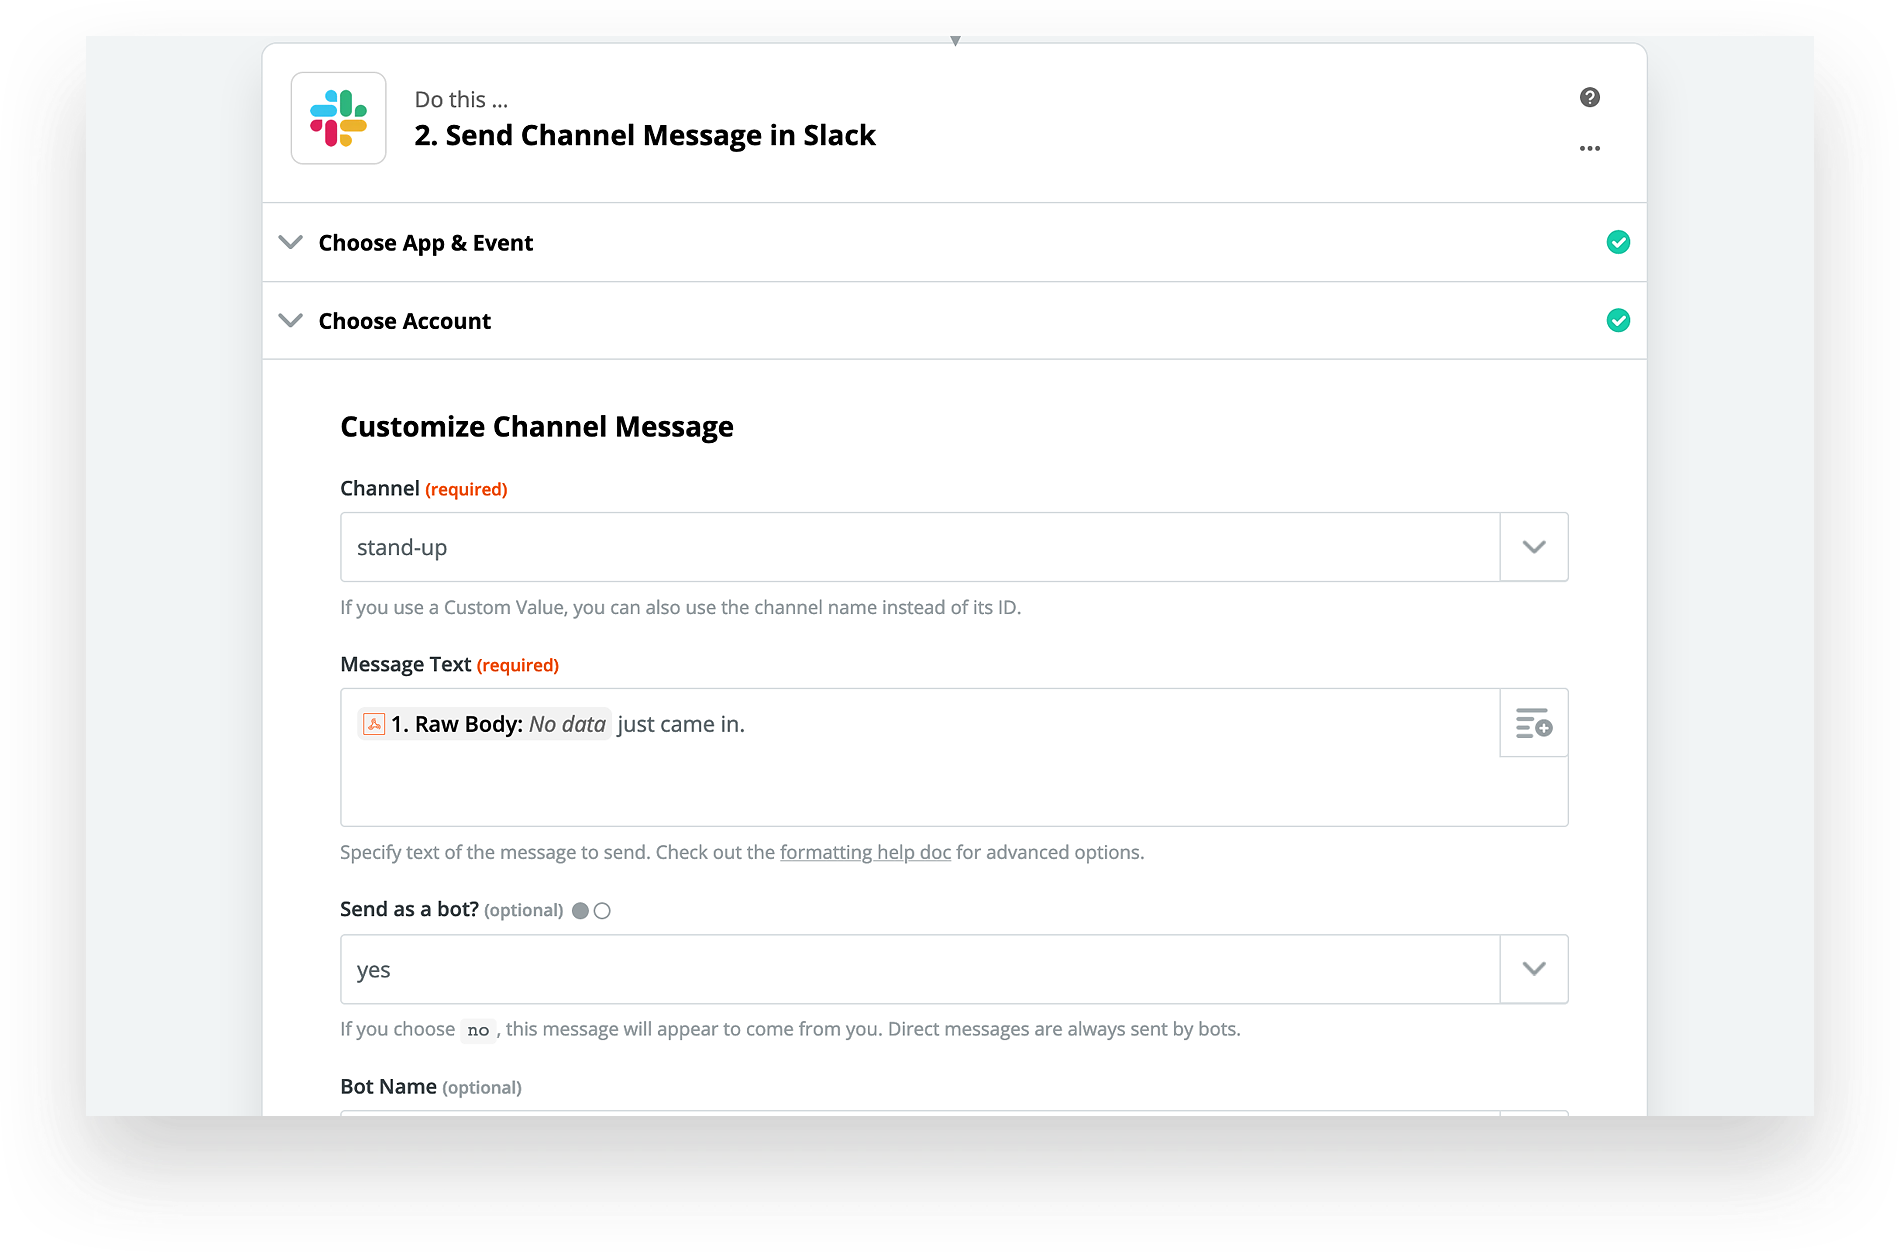 Do this ...
2. Send Channel Message in Slack
Choose App & Event
Choose Account
Customize Channel Message
Channel (required)
stand-up
If you use a Custom Value, you can also use the channel name instead of its ID.
Message Text (required)
1. Raw Body: No data just came in.
Specify text of the message to send. Check out the formatting help doc for advanced options.
Send as a bot? (optional)
yes
If you choose no, this message will appear to come from you. Direct messages are always sent by bots.
Bot Name (optional)